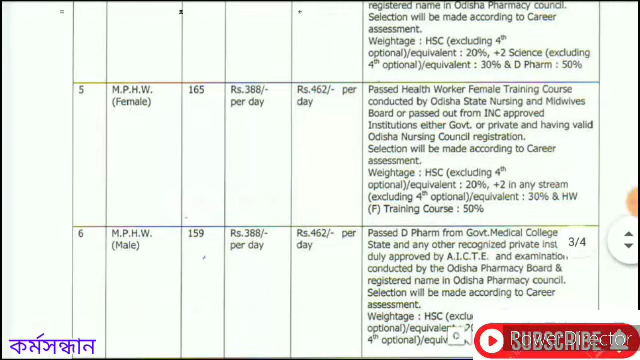 registered name in Odisha Pharmacy council.
Selection will be made according to Career
assessment.
Weightage : HSC (excluding 4th
optional)/equivalent : 20%, +2 Science (excluding
4th optional)/equivalent : 30% & D Pharm : 50%
5 M.P.H.W. (Female) 165 Rs.388/- per day Rs.462/- per day
Passed Health Worker Female Training Course
conducted by Odisha State Nursing and Midwives
Board or passed out from INC approved
Institutions either Govt. or private and having valid
Odisha Nursing Council registration.
Selection will be made according to Career
assessment.
Weightage : HSC (excluding 4th
optional)/equivalent : 20%, +2 in any stream
(excluding 4th optional)/equivalent : 30% & HW
(F) Training Course : 50%
6 M.P.H.W. (Male) 159 Rs.388/- per day Rs.462/- per day
Passed D Pharm from Govt.Medical College
State and any other recognized private inst
duly approved by A.I.C.T.E and examination
conducted by the Odisha Pharmacy Board &
registered name in Odisha Pharmacy council.
Selection will be made according to Career
assessment.
Weightage : HSC (exclu
optional)/equivalent : 20
4th optional)/equiva
3/4
কর্মসন্ধান
SUBSCRIBE
Power Director